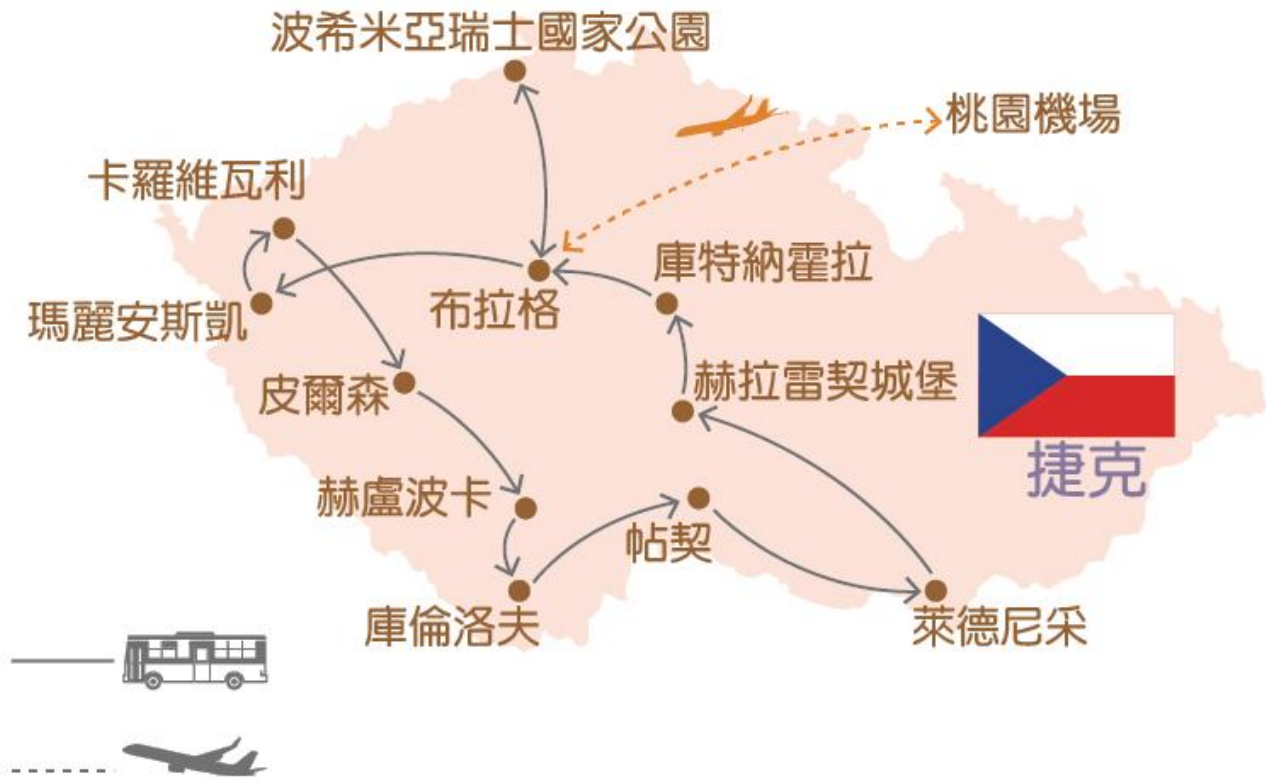 波希米亞瑞士國家公園
桃園機場
卡羅維瓦利
庫特納霍拉
布拉格
瑪麗安斯凱
赫拉雷契城堡
皮爾森
捷克
赫盧波卡
帖契
庫倫洛夫
萊德尼采